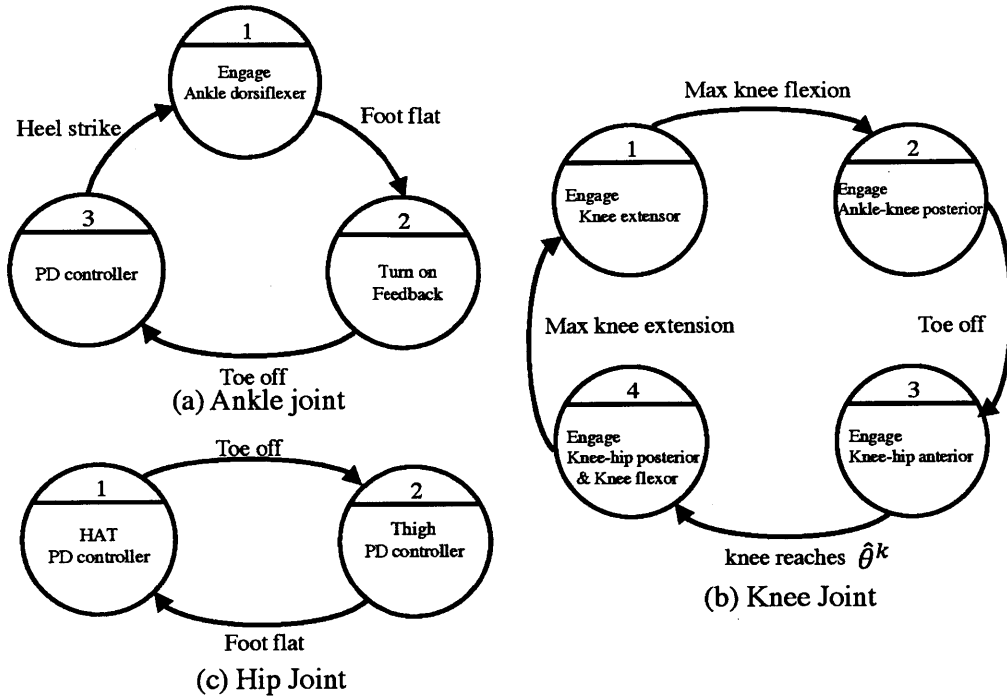 1
Engage
Ankle dorsiflexer
Heel strike
Foot flat
3
PD controller
2
Turn on
Feedback
Toe off
(a) Ankle joint
Max knee flexion
1
Engage
Knee extensor
2
Engage
Ankle-knee posterior
Max knee extension
Toe off
4
Engage
Knee-hip posterior
& Knee flexor
3
Engage
Knee-hip anterior
knee reaches θ̂ᵏ
(b) Knee Joint
Toe off
1
HAT
PD controller
2
Thigh
PD controller
Foot flat
(c) Hip Joint